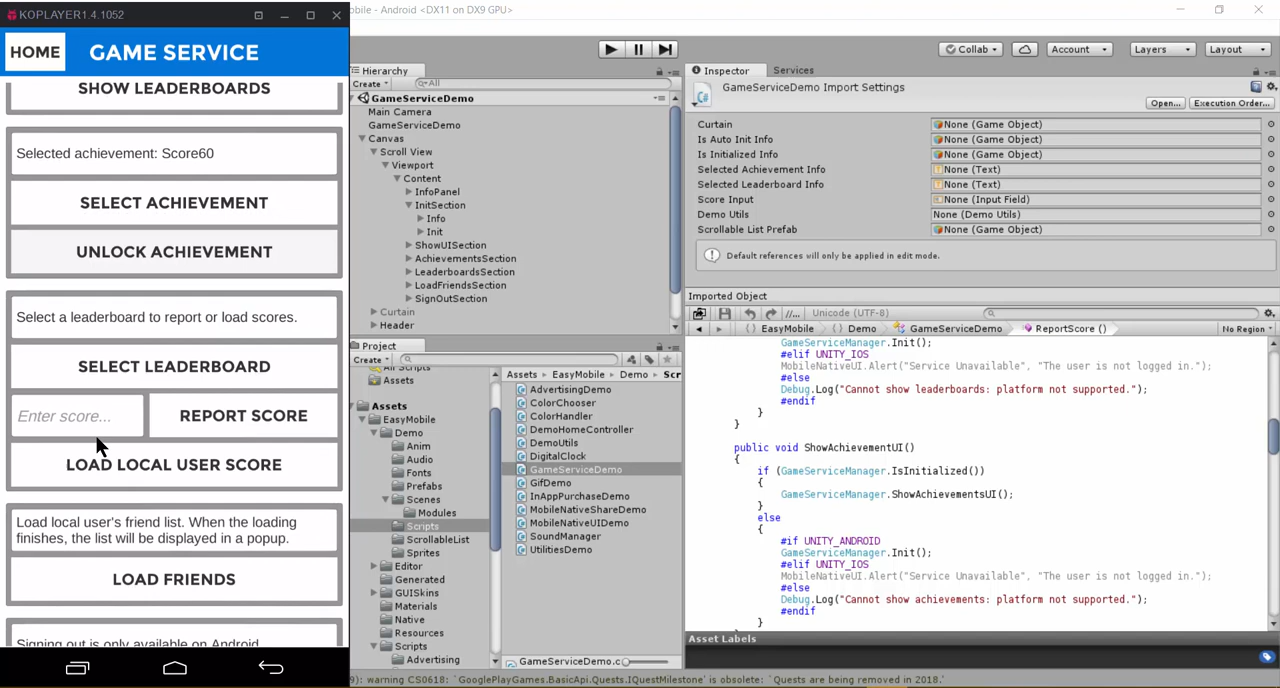 KOPLAYER1.4.1052
HOME
GAME SERVICE
SHOW LEADERBOARDS
Selected achievement: Score60
SELECT ACHIEVEMENT
UNLOCK ACHIEVEMENT
Select a leaderboard to report or load scores.
SELECT LEADERBOARD
Enter score...
REPORT SCORE
LOAD LOCAL USER SCORE
Load local user's friend list. When the loading
finishes, the list will be displayed in a popup.
LOAD FRIENDS
Signing out is only available on Android
obile - Android <DX11 on DX9 GPU>
Collab
Account
Layers
Layout
Hierarchy
Create
All
GameServiceDemo
Main Camera
GameServiceDemo
Canvas
Scroll View
Viewport
Content
InfoPanel
InitSection
Info
Init
ShowUISection
AchievementsSection
LeaderboardsSection
LoadFriendsSection
SignOutSection
Curtain
Header
Project
Create
All Scripts
Assets
Assets
EasyMobile
Demo
Anim
Audio
Fonts
Prefabs
Scenes
Modules
Scripts
ScrollableList
Sprites
Editor
Generated
GUISkins
Materials
Native
Resources
Scripts
Advertising
Assets
EasyMobile
Demo
Scr
AdvertisingDemo
ColorChooser
ColorHandler
DemoHomeController
DemoUtils
DigitalClock
GameServiceDemo
GifDemo
InAppPurchaseDemo
MobileNativeShareDemo
MobileNativeUIDemo
SoundManager
UtilitiesDemo
GameServiceDemo.c
Inspector
Services
C#
GameServiceDemo Import Settings
Open...
Execution Order...
Curtain
None (Game Object)
Is Auto Init Info
None (Game Object)
Is Initialized Info
None (Game Object)
Selected Achievement Info
None (Text)
Selected Leaderboard Info
None (Text)
Score Input
None (Input Field)
Demo Utils
None (Demo Utils)
Scrollable List Prefab
None (Game Object)
Default references will only be applied in edit mode.
Imported Object
//...
Unicode (UTF-8)
EasyMobile
Demo
GameServiceDemo
ReportScore ()
No Region
GameServiceManager.Init();
#elif UNITY_IOS
MobileNativeUI.Alert("Service Unavailable", "The user is not logged in.");
#else
Debug.Log("Cannot show leaderboards: platform not supported.");
#endif
}
}
public void ShowAchievementUI()
{
if (GameServiceManager.IsInitialized())
{
GameServiceManager.ShowAchievementsUI();
}
else
{
#if UNITY_ANDROID
GameServiceManager.Init();
#elif UNITY_IOS
MobileNativeUI.Alert("Service Unavailable", "The user is not logged in.");
#else
Debug.Log("Cannot show achievements: platform not supported.");
#endif
}
Asset Labels
9): warning CS0618: `GooglePlayGames.BasicApi.Quests.IQuestMilestone' is obsolete: `Quests are being removed in 2018.'